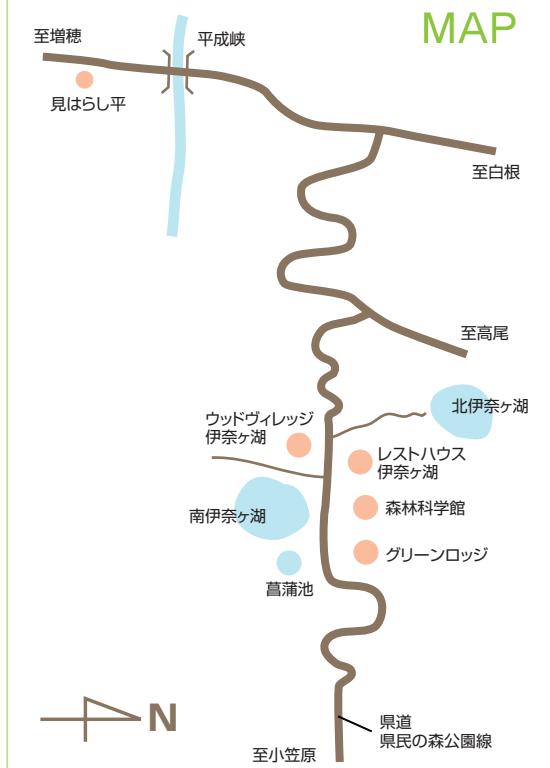 MAP
至増穂
平成峡
見はらし平
至白根
至高尾
北伊奈ヶ湖
ウッドヴィレッジ
伊奈ヶ湖
レストハウス
伊奈ヶ湖
南伊奈ヶ湖
森林科学館
グリーンロッジ
菖蒲池
N
県道
県民の森公園線
至小笠原